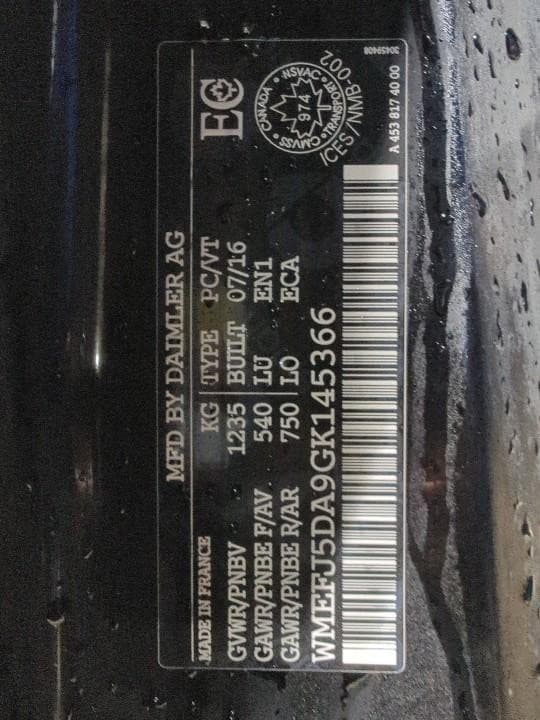 MFD BY DAIMLER AG
MADE IN FRANCE KG TYPE PC/VT
GVWR/PNBV 1235 BUILT 07/16
GAWR/PNBE F/AV 540 LU EN1
GAWR/PNBE R/AR 750 LO ECA
WMEFJ5DA9GK145366
EC
CANADA · NSVAC · TRANSPORT · CMVSS
974
ICES/NMB-002
A 453 817 40 00
30459408